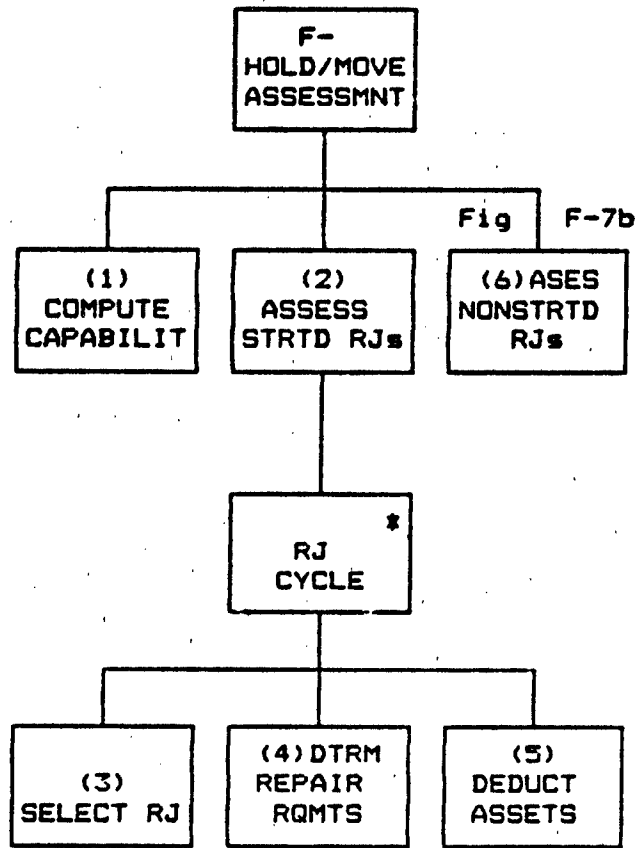 F-
HOLD/MOVE
ASSESSMNT
Fig F-7b
(1)
COMPUTE
CAPABILIT
(2)
ASSESS
STRTD RJs
(6)ASES
NONSTRTD
RJs
*
RJ
CYCLE
(3)
SELECT RJ
(4)DTRM
REPAIR
RQMTS
(5)
DEDUCT
ASSETS